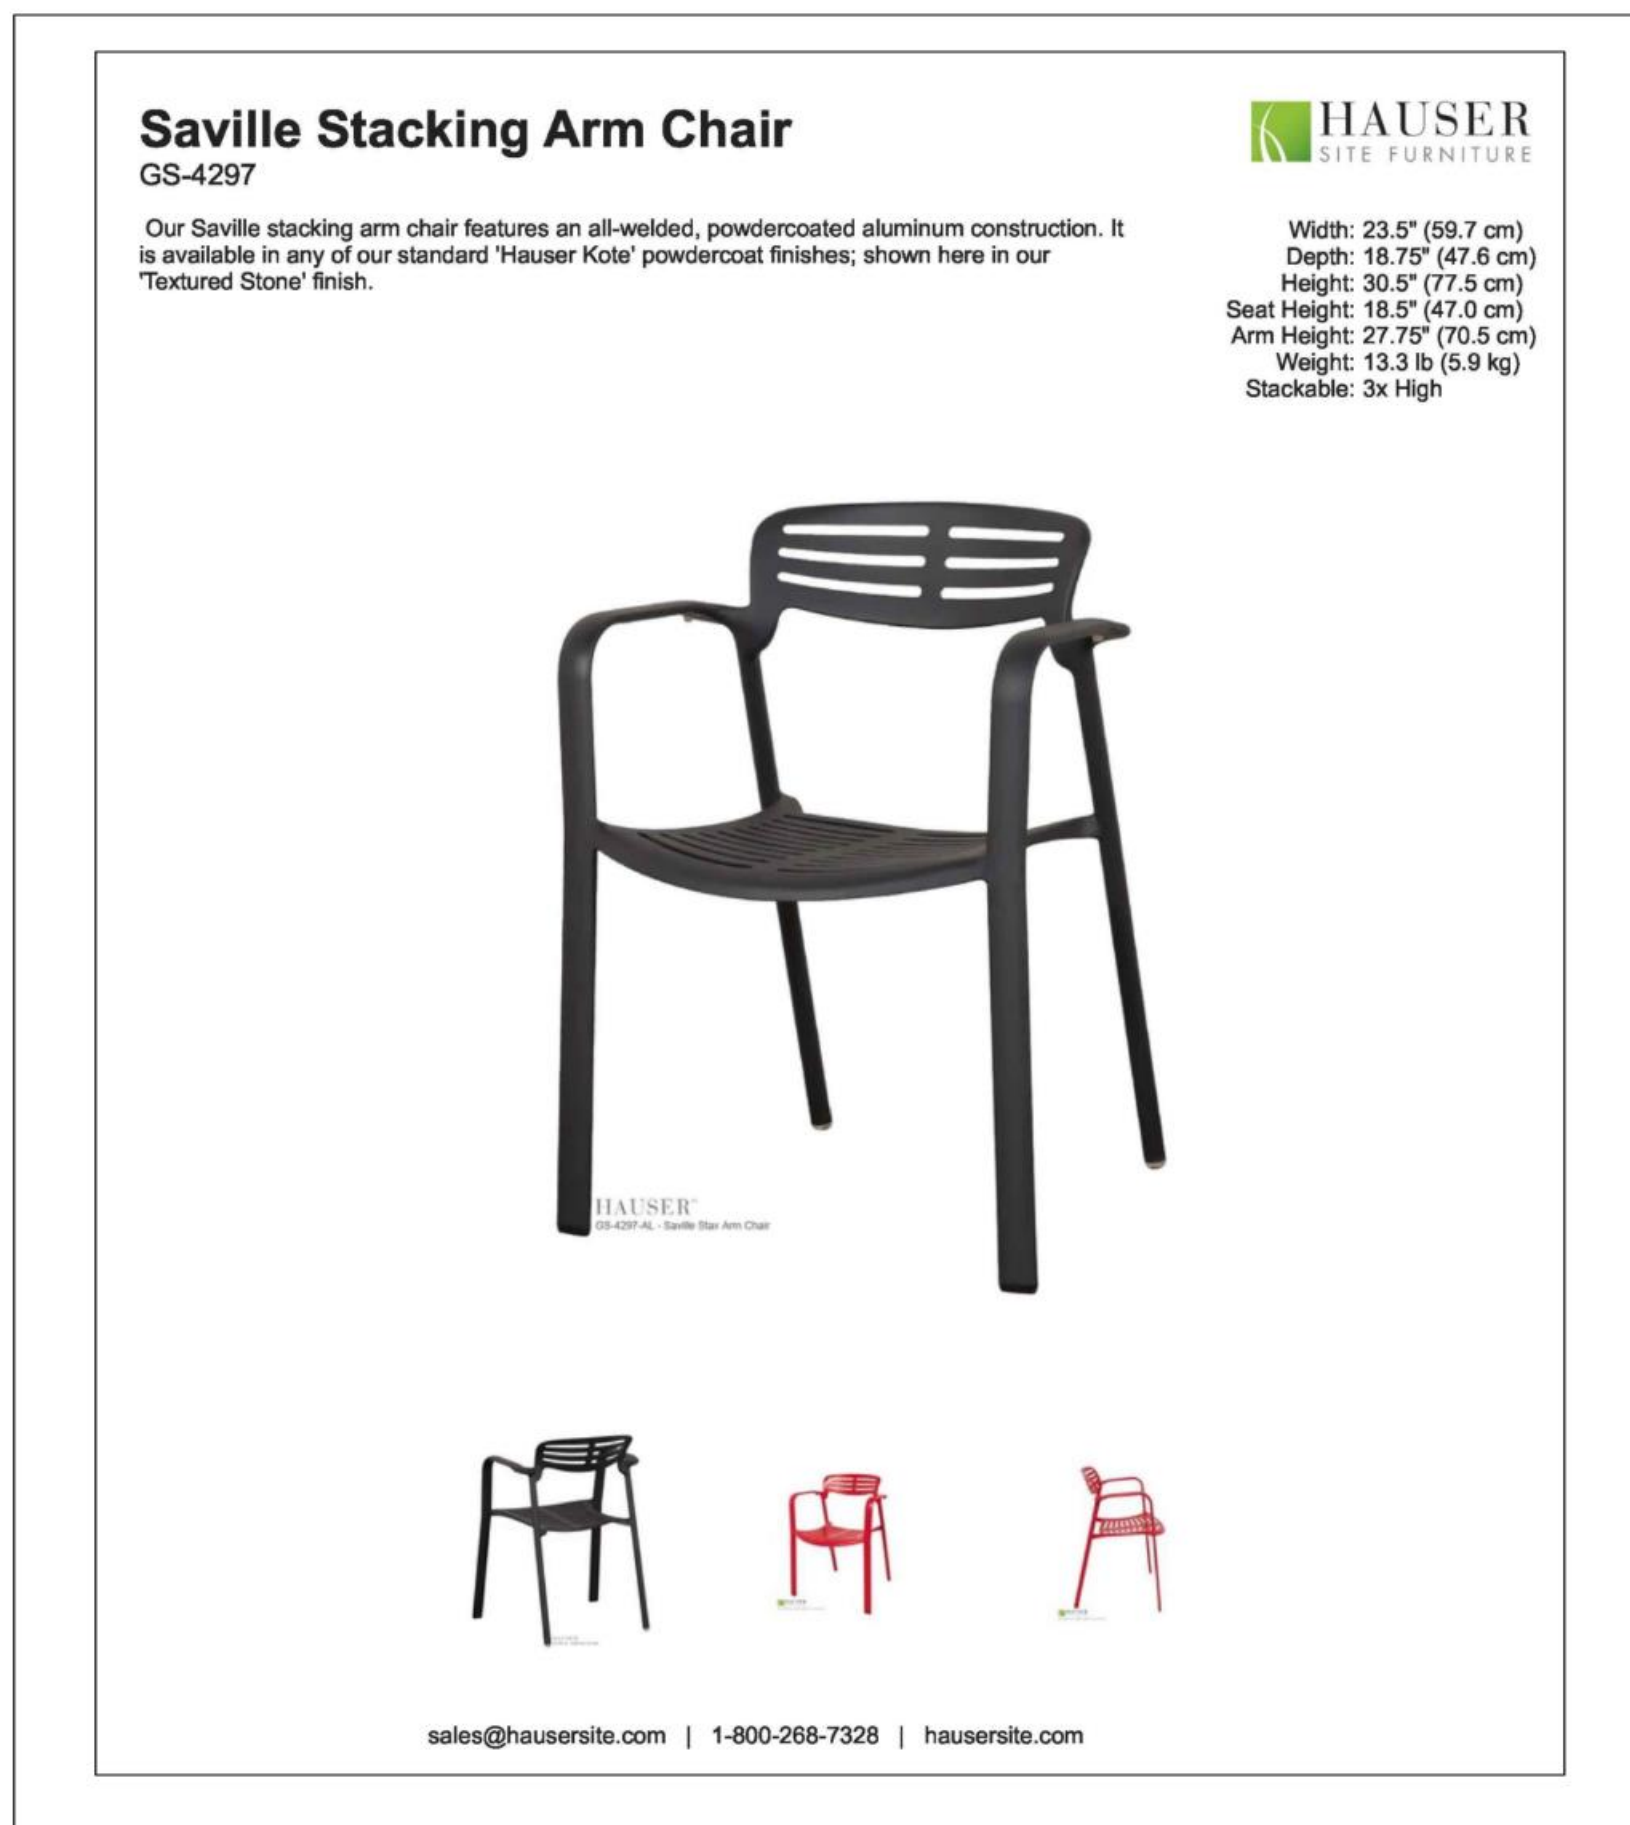 Saville Stacking Arm Chair
GS-4297
HAUSER
SITE FURNITURE
Our Saville stacking arm chair features an all-welded, powdercoated aluminum construction. It
is available in any of our standard 'Hauser Kote' powdercoat finishes; shown here in our
'Textured Stone' finish.
Width: 23.5" (59.7 cm)
Depth: 18.75" (47.6 cm)
Height: 30.5" (77.5 cm)
Seat Height: 18.5" (47.0 cm)
Arm Height: 27.75" (70.5 cm)
Weight: 13.3 lb (5.9 kg)
Stackable: 3x High
HAUSER
GS-4297-AL - Saville Stax Arm Chair
sales@hausersite.com | 1-800-268-7328 | hausersite.com